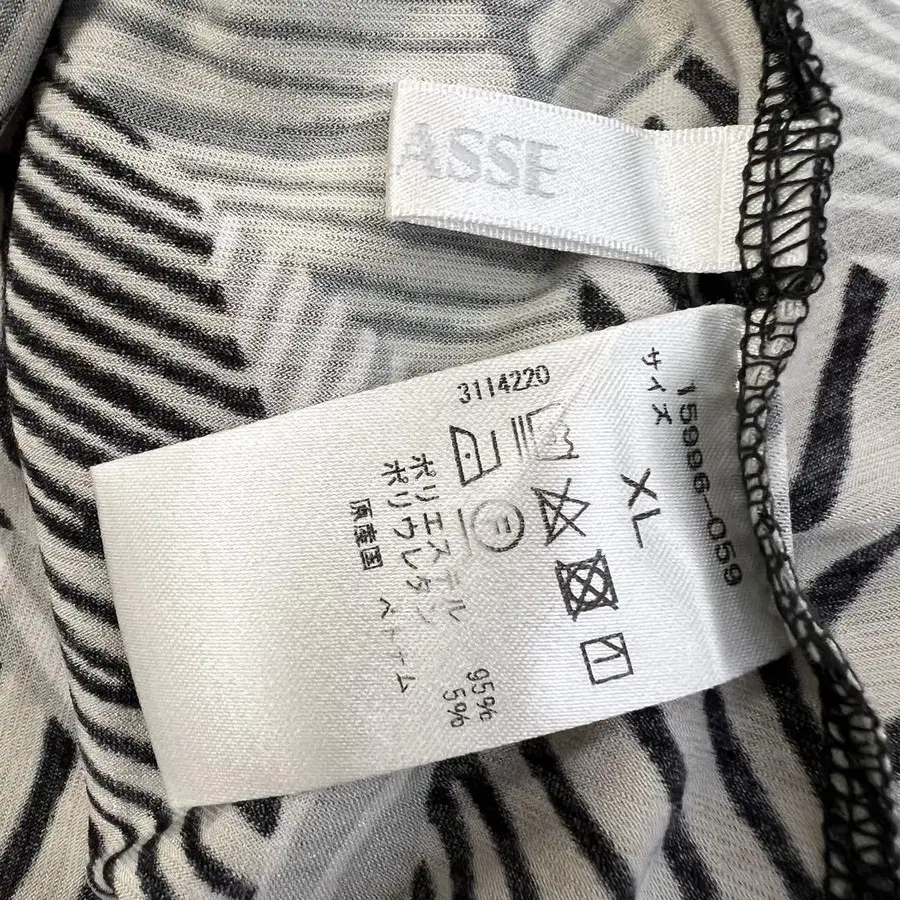 ASSE
15996-059
サイズ
XL
3114220
ポリエステル 95%
ポリウレタン 5%
原産国 ベトナム